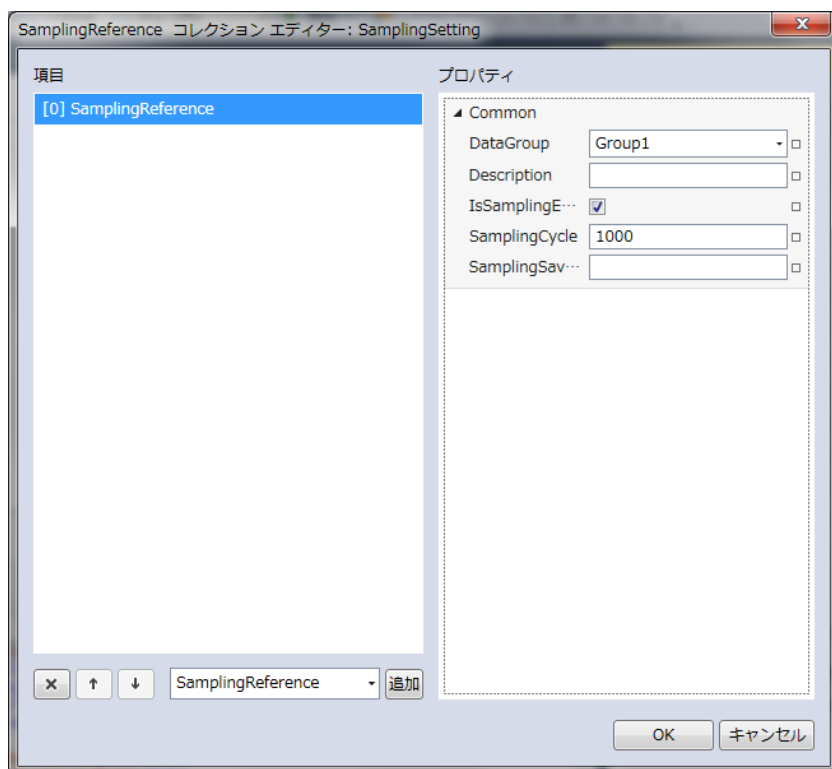 SamplingReference コレクション エディター: SamplingSetting
項目
[0] SamplingReference
SamplingReference
追加
プロパティ
Common
DataGroup Group1
Description
IsSamplingE…
SamplingCycle 1000
SamplingSav…
OK キャンセル